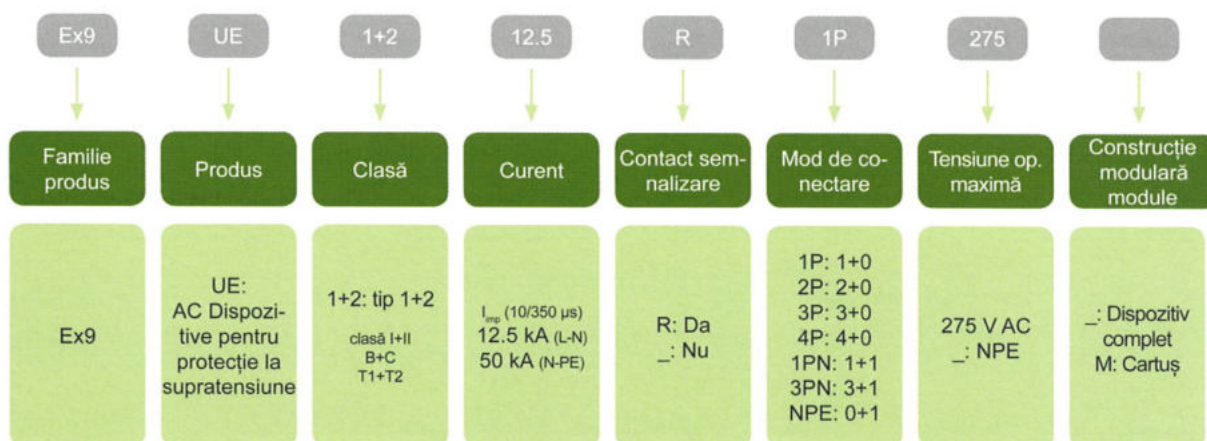 Ex9
UE
1+2
12.5
R
1P
275
Familie
produs
Produs
Clasă
Curent
Contact sem-
nalizare
Mod de co-
nectare
Tensiune op.
maximă
Construcție
modulară
module
Ex9
UE:
AC Dispozi-
tive pentru
protecție la
supratensiune
1+2: tip 1+2
clasă I+II
B+C
T1+T2
Iimp (10/350 µs)
12.5 kA (L-N)
50 kA (N-PE)
R: Da
_: Nu
1P: 1+0
2P: 2+0
3P: 3+0
4P: 4+0
1PN: 1+1
3PN: 3+1
NPE: 0+1
275 V AC
_: NPE
_: Dispozitiv
complet
M: Cartuș